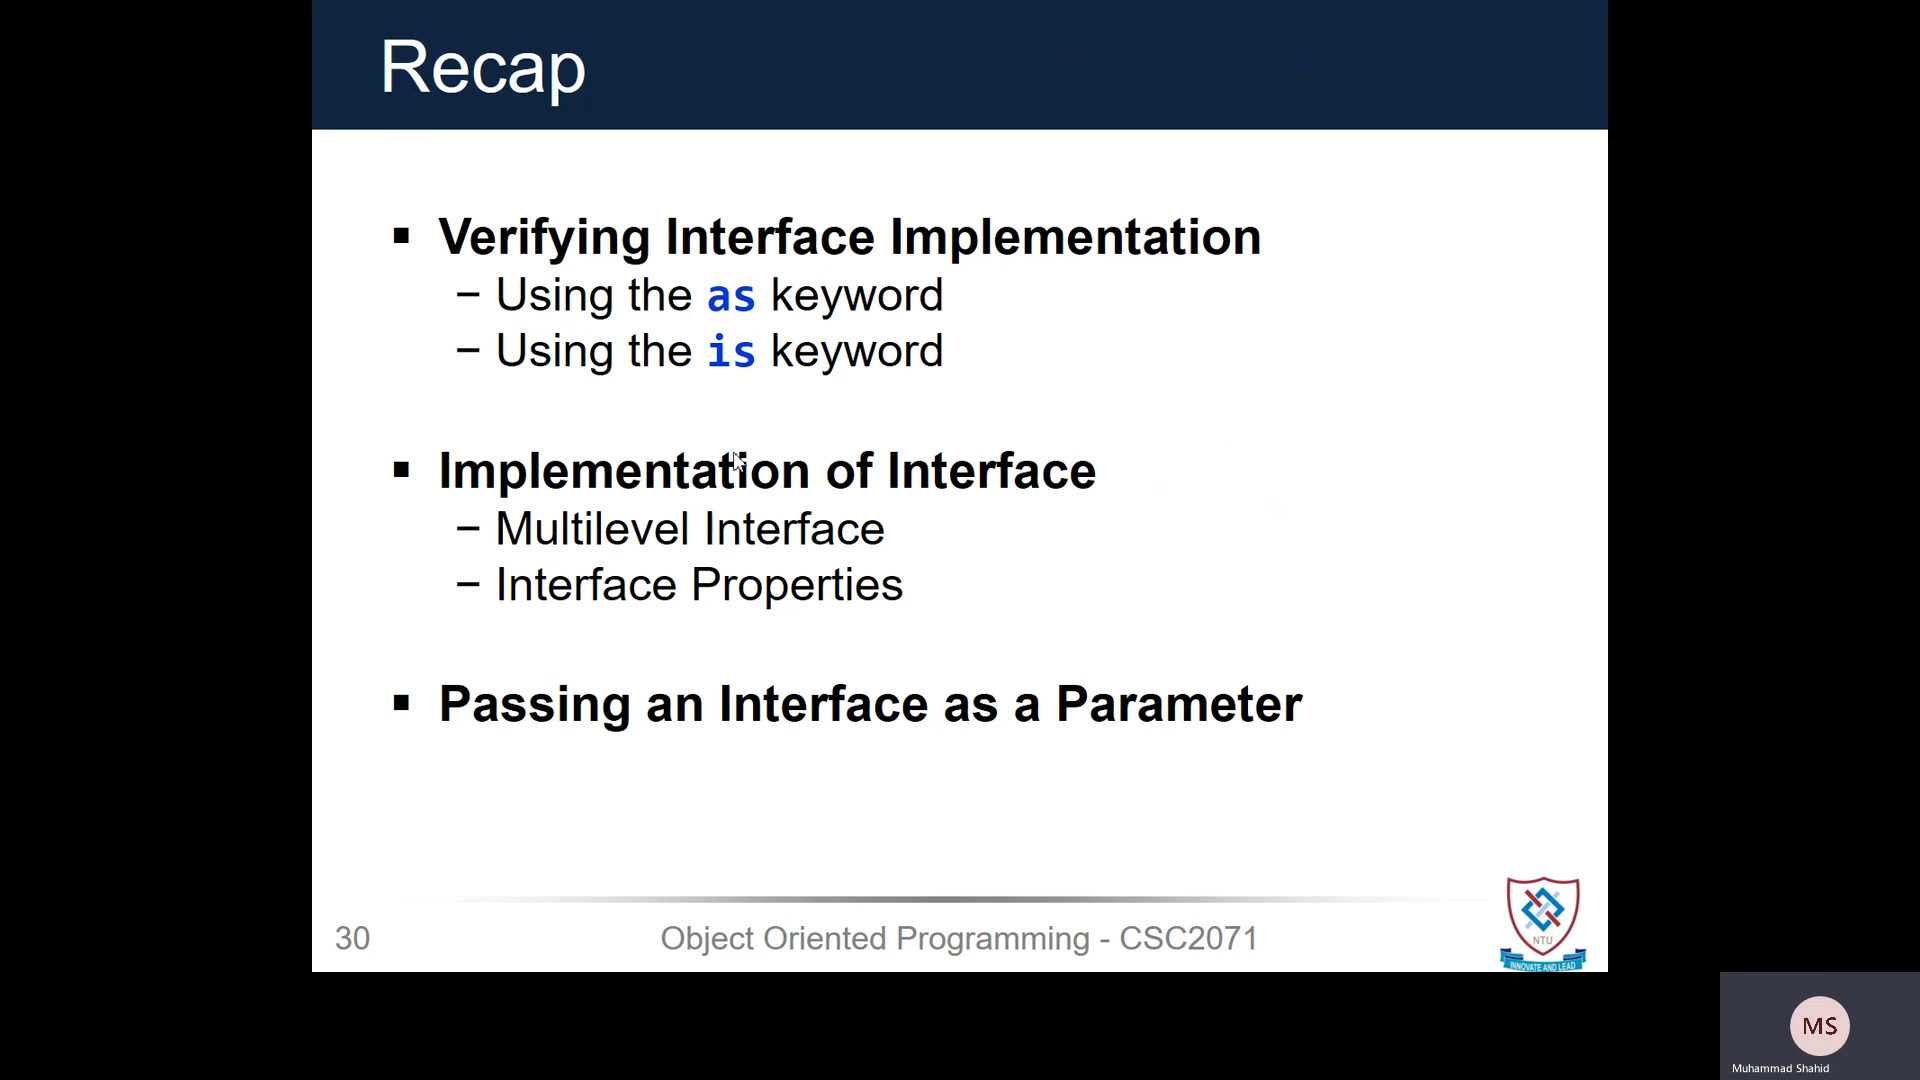 Recap
▪ Verifying Interface Implementation
– Using the as keyword
– Using the is keyword
▪ Implementation of Interface
– Multilevel Interface
– Interface Properties
▪ Passing an Interface as a Parameter
30
Object Oriented Programming - CSC2071
NTU
INNOVATE AND LEAD
MS
Muhammad Shahid